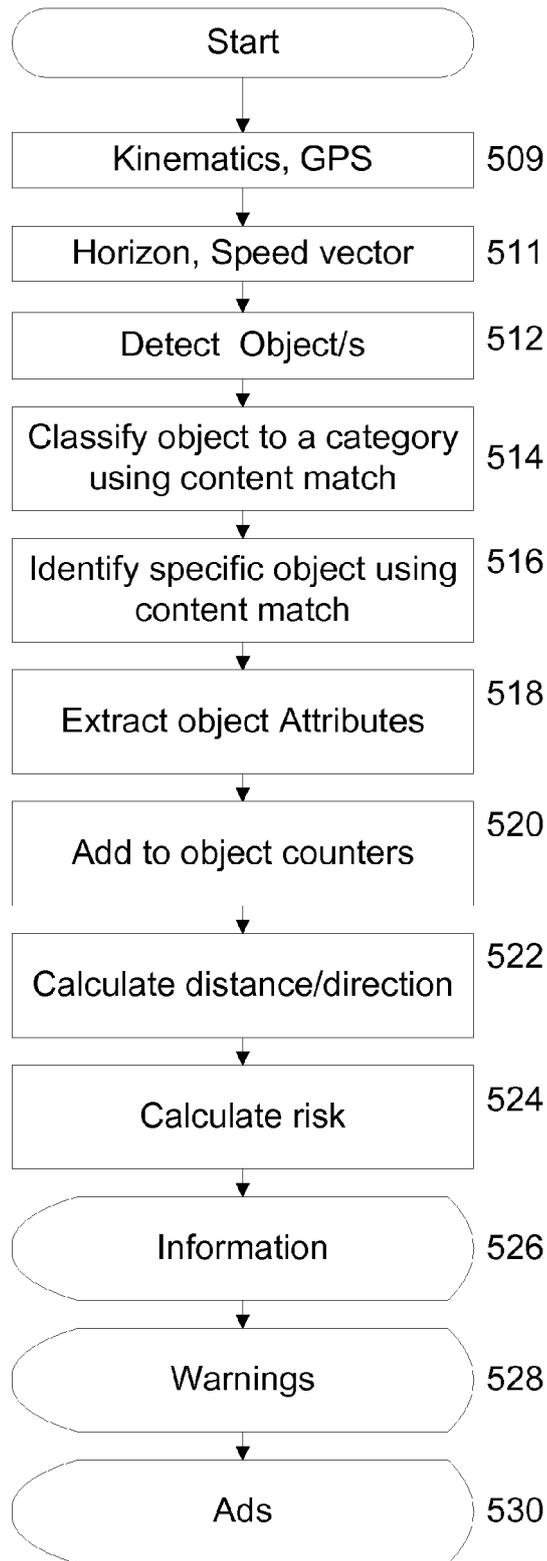 Start
Kinematics, GPS 509
Horizon, Speed vector 511
Detect Object/s 512
Classify object to a category
using content match
514
Identify specific object using
content match
516
Extract object Attributes
518
Add to object counters
520
Calculate distance/direction
522
Calculate risk
524
Information 526
Warnings 528
Ads 530